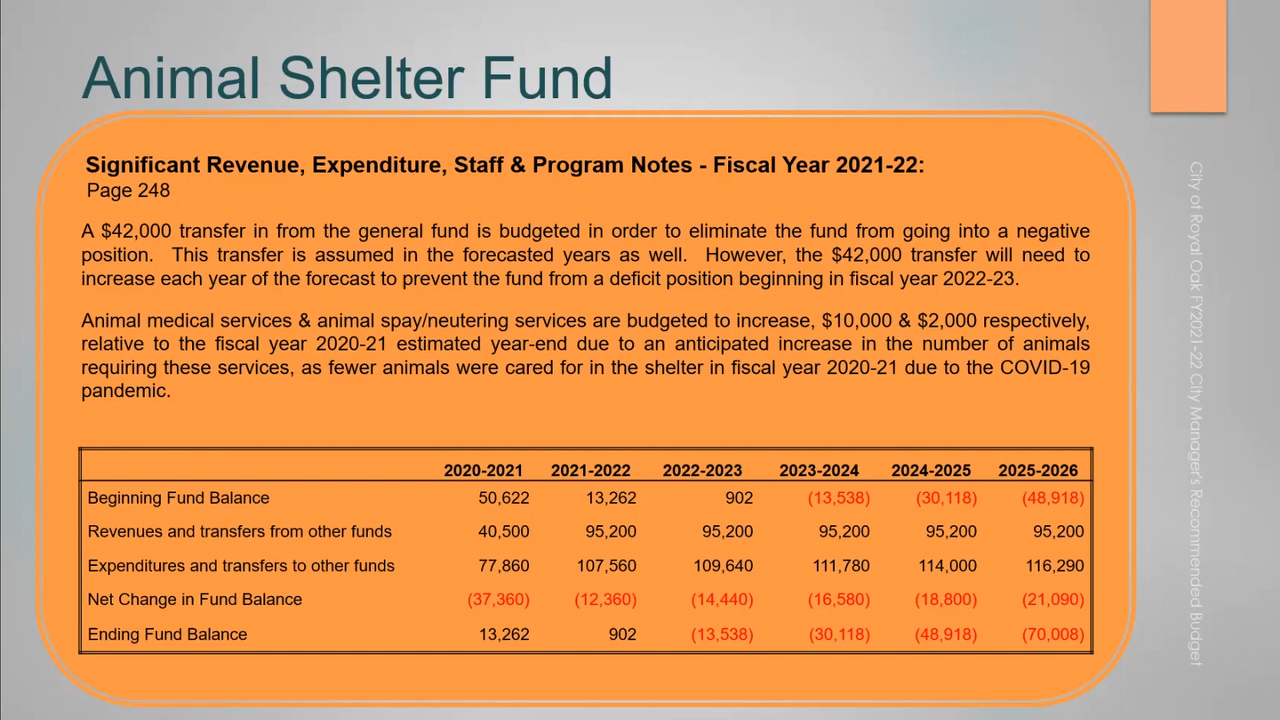 Animal Shelter Fund
Significant Revenue, Expenditure, Staff & Program Notes - Fiscal Year 2021-22:
Page 248
A $42,000 transfer in from the general fund is budgeted in order to eliminate the fund from going into a negative
position. This transfer is assumed in the forecasted years as well. However, the $42,000 transfer will need to
increase each year of the forecast to prevent the fund from a deficit position beginning in fiscal year 2022-23.
Animal medical services & animal spay/neutering services are budgeted to increase, $10,000 & $2,000 respectively,
relative to the fiscal year 2020-21 estimated year-end due to an anticipated increase in the number of animals
requiring these services, as fewer animals were cared for in the shelter in fiscal year 2020-21 due to the COVID-19
pandemic.
2020-2021 2021-2022 2022-2023 2023-2024 2024-2025 2025-2026
Beginning Fund Balance 50,622 13,262 902 (13,538) (30,118) (48,918)
Revenues and transfers from other funds 40,500 95,200 95,200 95,200 95,200 95,200
Expenditures and transfers to other funds 77,860 107,560 109,640 111,780 114,000 116,290
Net Change in Fund Balance (37,360) (12,360) (14,440) (16,580) (18,800) (21,090)
Ending Fund Balance 13,262 902 (13,538) (30,118) (48,918) (70,008)
City of Royal Oak FY2021-22 City Manager's Recommended Budget